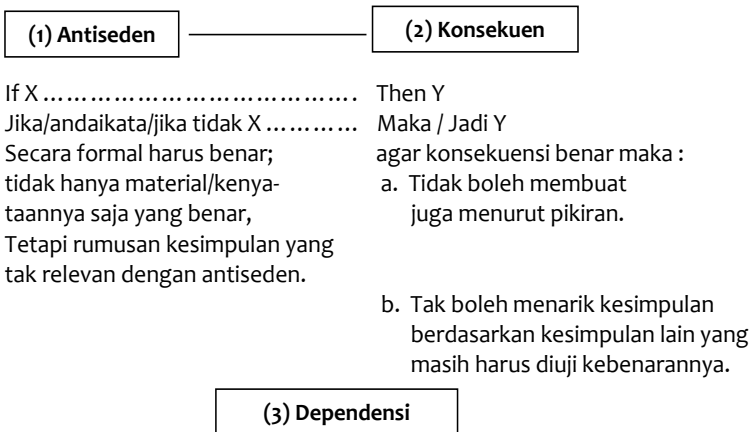 (1) Antiseden (2) Konsekuen
If X ……………………………………. Then Y
Jika/andaikata/jika tidak X ………… Maka / Jadi Y
Secara formal harus benar; agar konsekuensi benar maka :
tidak hanya material/kenya- a. Tidak boleh membuat
taannya saja yang benar, juga menurut pikiran.
Tetapi rumusan kesimpulan yang
tak relevan dengan antiseden.
b. Tak boleh menarik kesimpulan
berdasarkan kesimpulan lain yang
masih harus diuji kebenarannya.
(3) Dependensi